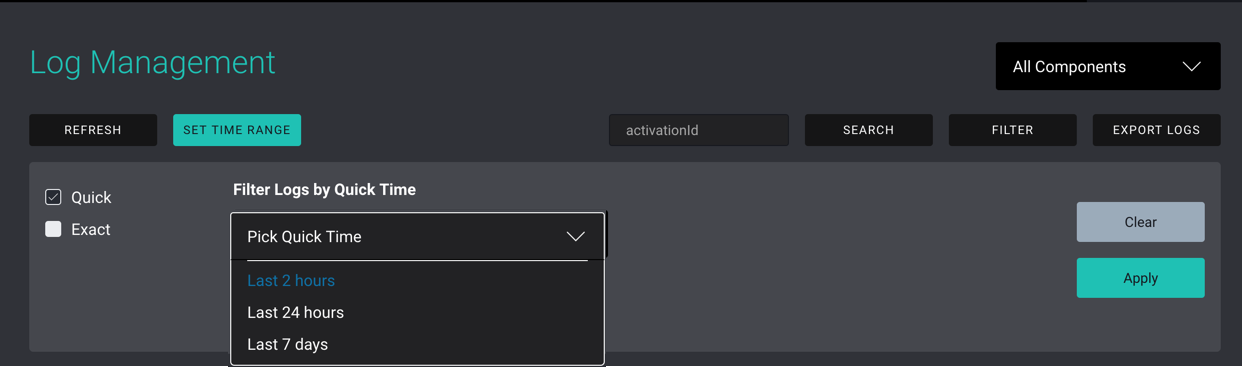 Log Management
All Components
REFRESH
SET TIME RANGE
activationId
SEARCH
FILTER
EXPORT LOGS
Quick
Exact
Filter Logs by Quick Time
Pick Quick Time
Last 2 hours
Last 24 hours
Last 7 days
Clear
Apply